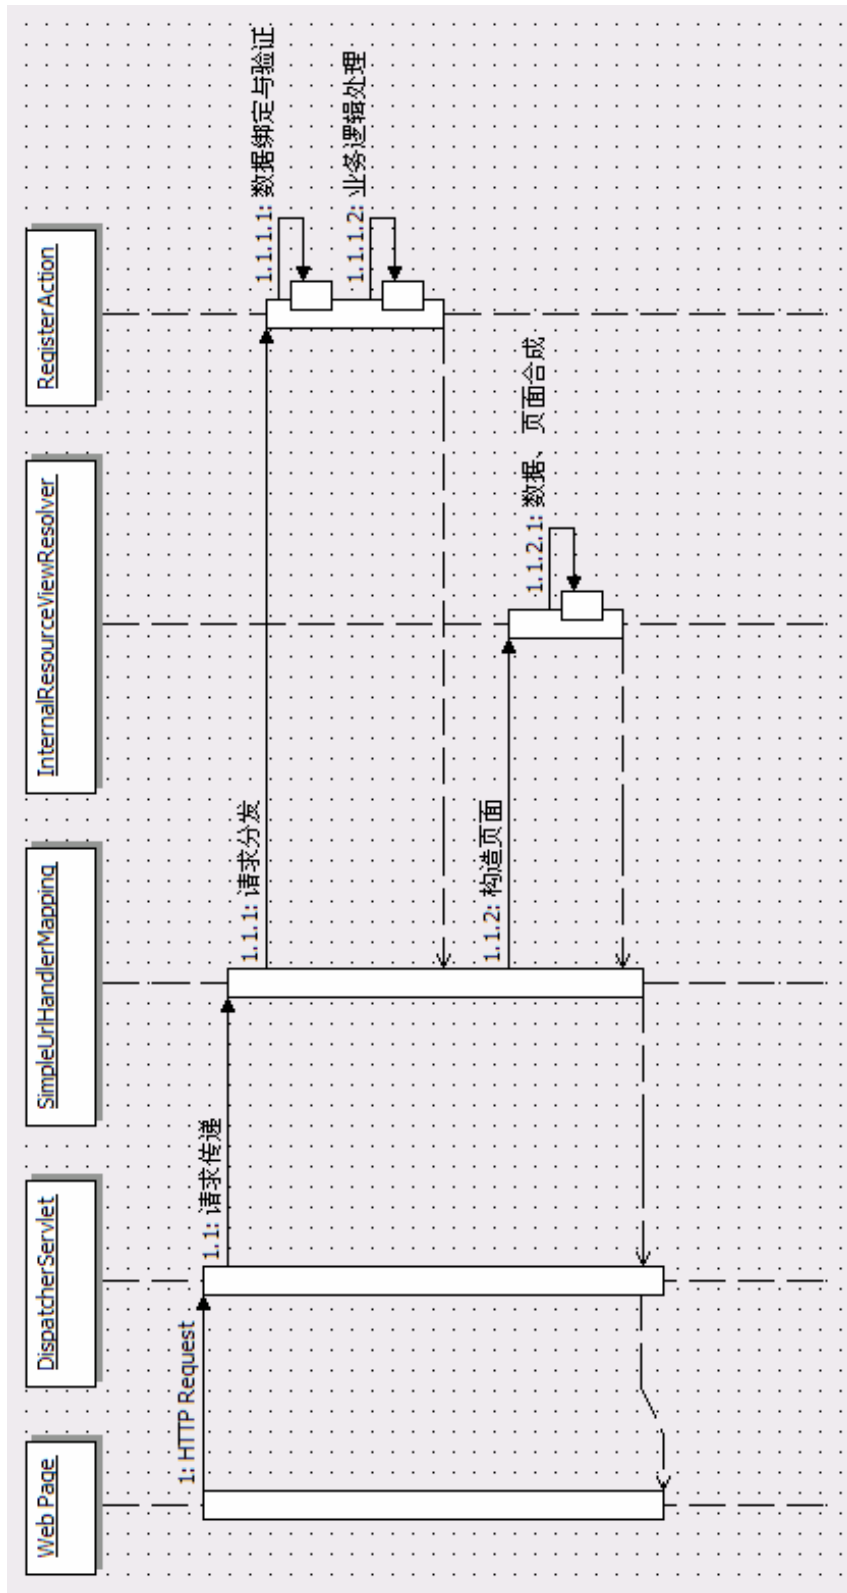 Web Page
DispatcherServlet
SimpleUrlHandlerMapping
InternalResourceViewResolver
RegisterAction
1: HTTP Request
1.1: 请求传递
1.1.1: 请求分发
1.1.1.1: 数据绑定与验证
1.1.1.2: 业务逻辑处理
1.1.2: 构造页面
1.1.2.1: 数据、 页面合成